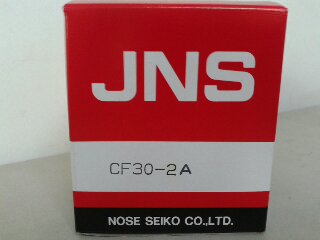 JNS
CF30-2A
NOSE SEIKO CO.,LTD.